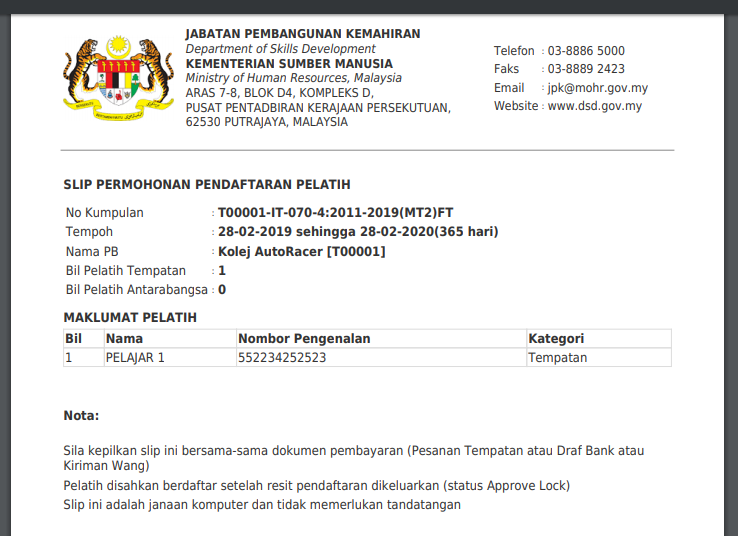 JABATAN PEMBANGUNAN KEMAHIRAN
Department of Skills Development
KEMENTERIAN SUMBER MANUSIA
Ministry of Human Resources, Malaysia
ARAS 7-8, BLOK D4, KOMPLEKS D,
PUSAT PENTADBIRAN KERAJAAN PERSEKUTUAN,
62530 PUTRAJAYA, MALAYSIA
Telefon : 03-8886 5000
Faks : 03-8889 2423
Email : jpk@mohr.gov.my
Website : www.dsd.gov.my
SLIP PERMOHONAN PENDAFTARAN PELATIH
No Kumpulan : T00001-IT-070-4:2011-2019(MT2)FT
Tempoh : 28-02-2019 sehingga 28-02-2020(365 hari)
Nama PB : Kolej AutoRacer [T00001]
Bil Pelatih Tempatan : 1
Bil Pelatih Antarabangsa : 0
MAKLUMAT PELATIH
Bil Nama Nombor Pengenalan Kategori
1 PELAJAR 1 552234252523 Tempatan
Nota:
Sila kepilkan slip ini bersama-sama dokumen pembayaran (Pesanan Tempatan atau Draf Bank atau
Kiriman Wang)
Pelatih disahkan berdaftar setelah resit pendaftaran dikeluarkan (status Approve Lock)
Slip ini adalah janaan komputer dan tidak memerlukan tandatangan